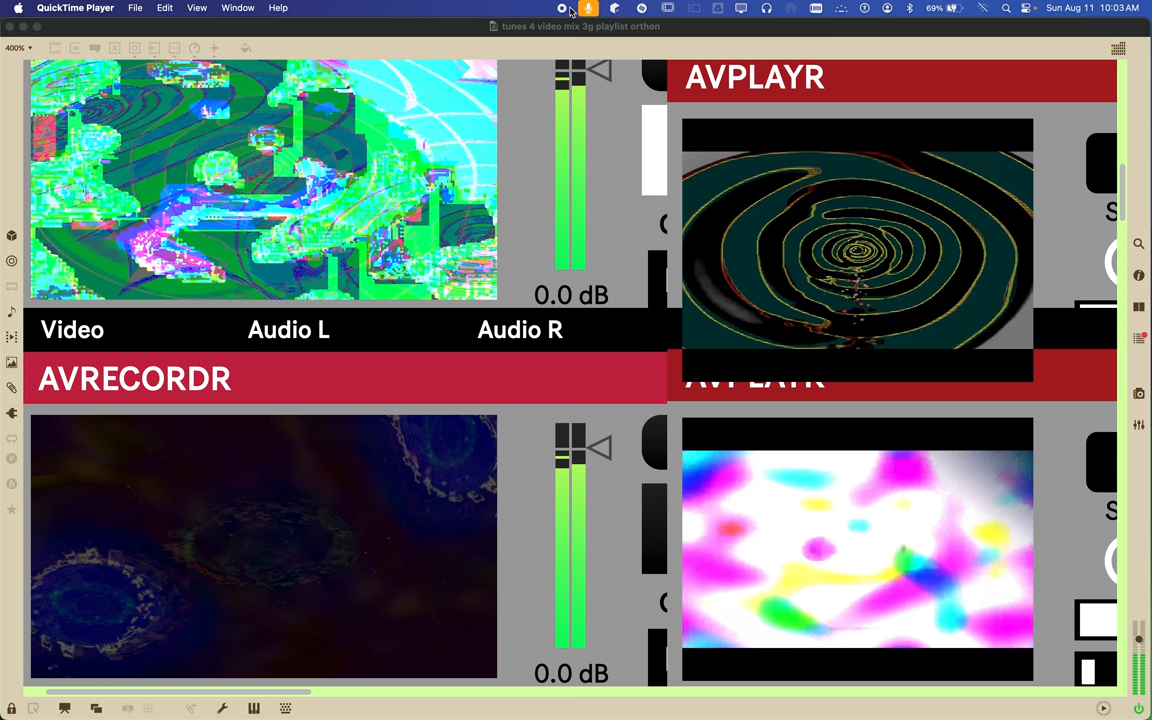 QuickTime Player File Edit View Window Help 69% Sun Aug 11 10:03 AM
tunes 4 video mix 3g playlist orthon
400%
AVPLAYR
S
0.0 dB
Video Audio L Audio R
AVRECORDR
AVPLAYR
S
0.0 dB